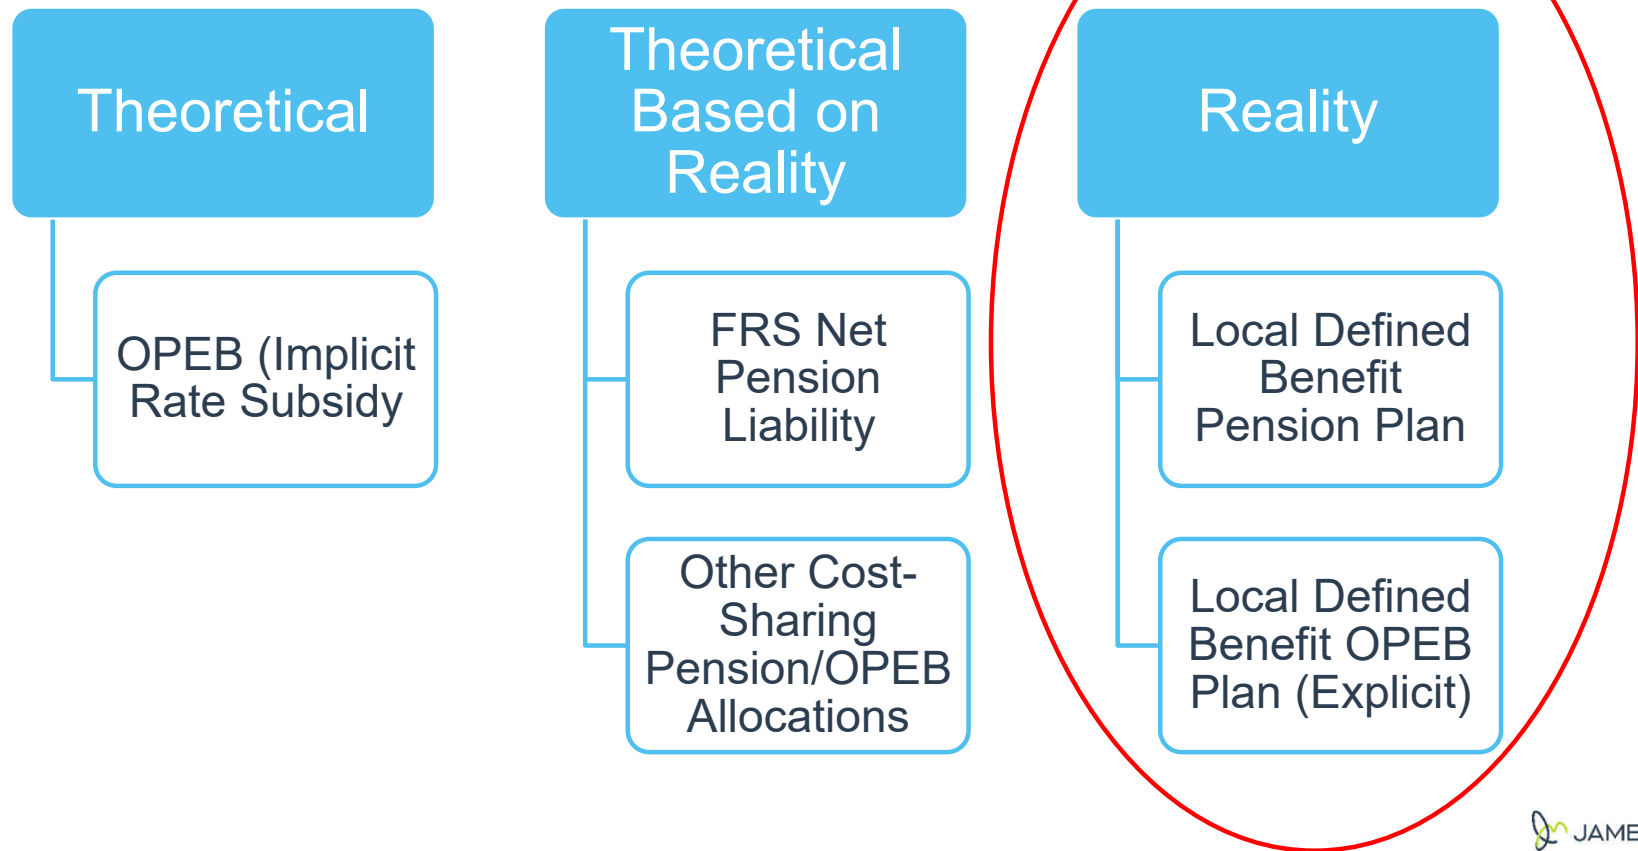 Theoretical
OPEB (Implicit
Rate Subsidy
Theoretical
Based on
Reality
FRS Net
Pension
Liability
Other Cost-
Sharing
Pension/OPEB
Allocations
Reality
Local Defined
Benefit
Pension Plan
Local Defined
Benefit OPEB
Plan (Explicit)
JAME